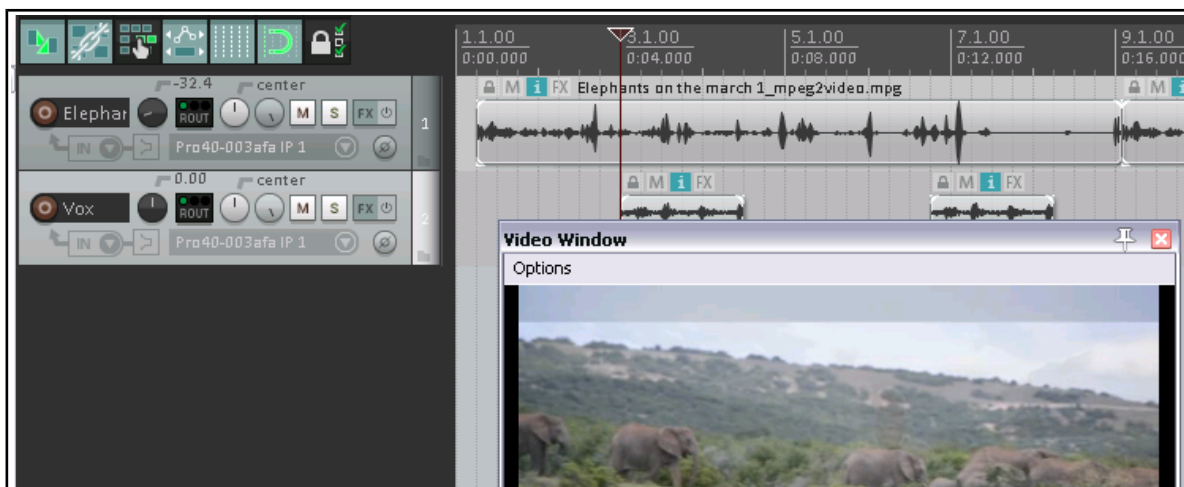 1.1.00 3.1.00 5.1.00 7.1.00 9.1.00
0:00.000 0:04.000 0:08.000 0:12.000 0:16.000
-32.4 center
M i FX Elephants on the march 1_mpeg2video.mpg M
Elephan ROUT M S FX 1
IN Pro40-003afa IP 1
0.00 center
M i FX M i FX
Vox ROUT M S FX 2
IN Pro40-003afa IP 1
Video Window
Options